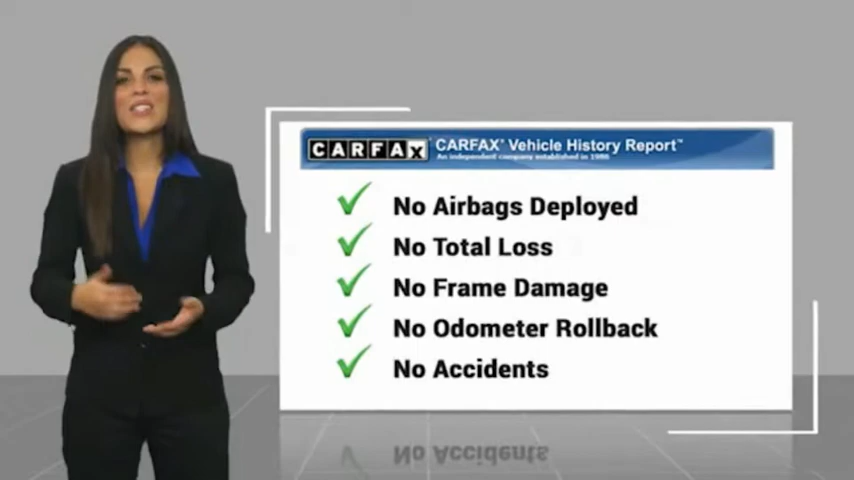 CARFAX CARFAX® Vehicle History Report™
An independent company established in 1986
No Airbags Deployed
No Total Loss
No Frame Damage
No Odometer Rollback
No Accidents
No Accidents